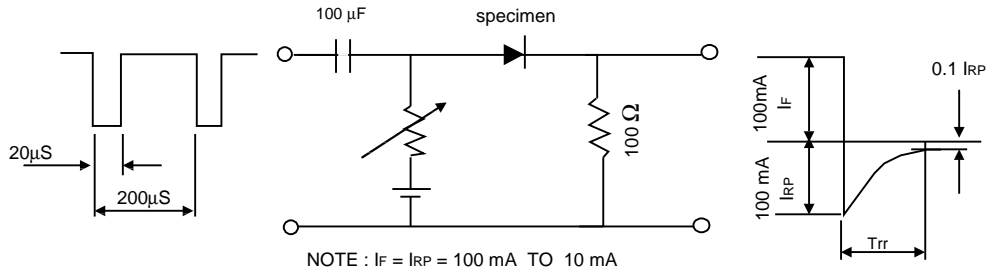 100 μF
specimen
20μS
200μS
100 Ω
100mA
IF
100 mA
IRP
0.1 IRP
Trr
NOTE : IF = IRP = 100 mA TO 10 mA